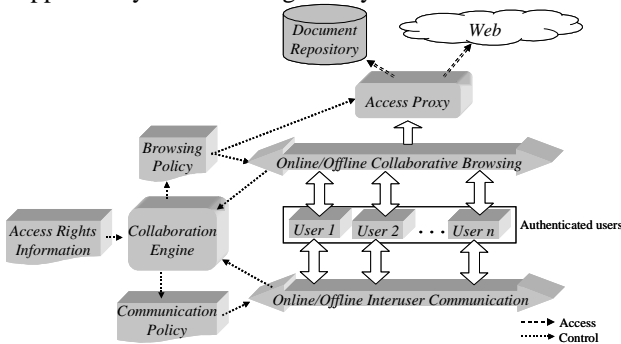 Document
Repository
Web
Access Proxy
Browsing
Policy
Online/Offline Collaborative Browsing
Access Rights
Information
Collaboration
Engine
User 1
User 2
. . .
User n
Authenticated users
Communication
Policy
Online/Offline Interuser Communication
Access
Control